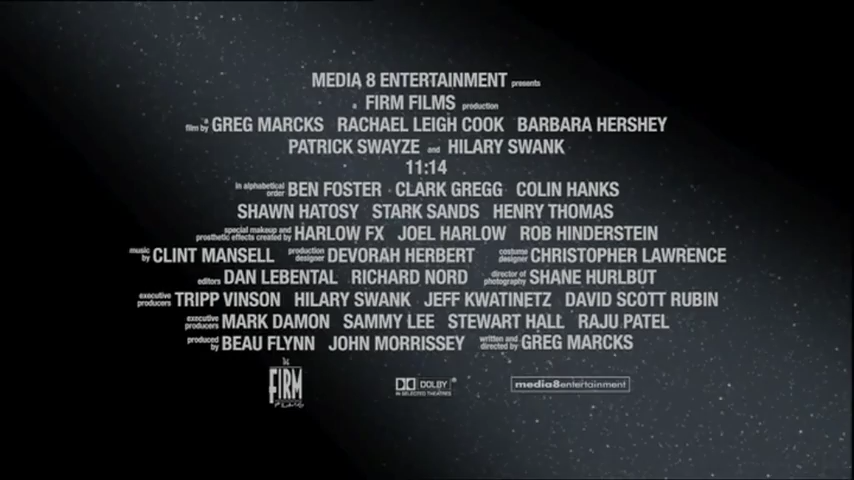 MEDIA 8 ENTERTAINMENT presents
a FIRM FILMS production
a film by GREG MARCKS RACHAEL LEIGH COOK BARBARA HERSHEY
PATRICK SWAYZE and HILARY SWANK
11:14
in alphabetical order BEN FOSTER CLARK GREGG COLIN HANKS
SHAWN HATOSY STARK SANDS HENRY THOMAS
special makeup and prosthetic effects created by HARLOW FX JOEL HARLOW ROB HINDERSTEIN
music by CLINT MANSELL production designer DEVORAH HERBERT costume designer CHRISTOPHER LAWRENCE
editors DAN LEBENTAL RICHARD NORD director of photography SHANE HURLBUT
executive producers TRIPP VINSON HILARY SWANK JEFF KWATINETZ DAVID SCOTT RUBIN
executive producers MARK DAMON SAMMY LEE STEWART HALL RAJU PATEL
produced by BEAU FLYNN JOHN MORRISSEY written and directed by GREG MARCKS
FIRM
DOLBY ®
IN SELECTED THEATRES
media8entertainment